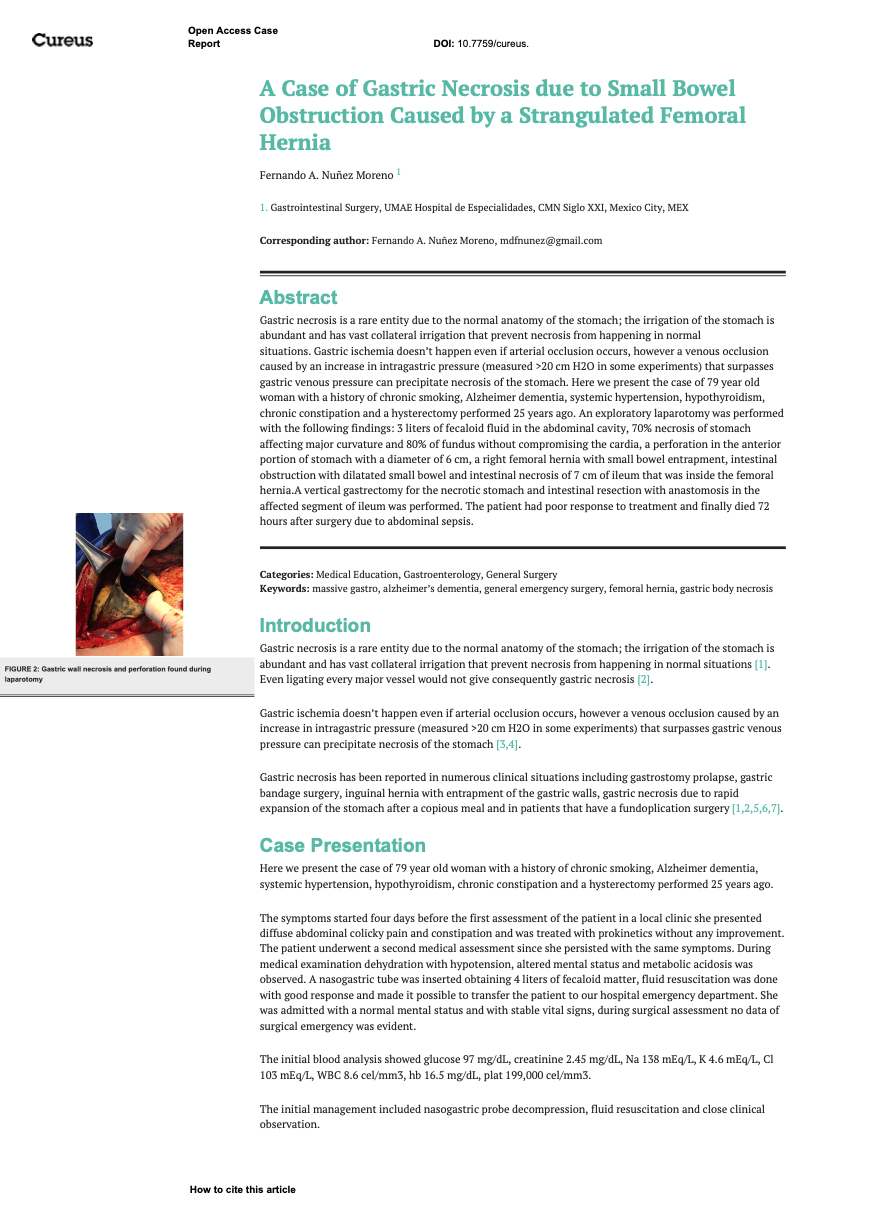 Cureus
Open Access Case
Report
DOI: 10.7759/cureus.
A Case of Gastric Necrosis due to Small Bowel
Obstruction Caused by a Strangulated Femoral
Hernia
Fernando A. Nuñez Moreno 1
1. Gastrointestinal Surgery, UMAE Hospital de Especialidades, CMN Siglo XXI, Mexico City, MEX
Corresponding author: Fernando A. Nuñez Moreno, mdfnunez@gmail.com
Abstract
Gastric necrosis is a rare entity due to the normal anatomy of the stomach; the irrigation of the stomach is
abundant and has vast collateral irrigation that prevent necrosis from happening in normal
situations. Gastric ischemia doesn't happen even if arterial occlusion occurs, however a venous occlusion
caused by an increase in intragastric pressure (measured >20 cm H2O in some experiments) that surpasses
gastric venous pressure can precipitate necrosis of the stomach. Here we present the case of 79 year old
woman with a history of chronic smoking, Alzheimer dementia, systemic hypertension, hypothyroidism,
chronic constipation and a hysterectomy performed 25 years ago. An exploratory laparotomy was performed
with the following findings: 3 liters of fecaloid fluid in the abdominal cavity, 70% necrosis of stomach
affecting major curvature and 80% of fundus without compromising the cardia, a perforation in the anterior
portion of stomach with a diameter of 6 cm, a right femoral hernia with small bowel entrapment, intestinal
obstruction with dilatated small bowel and intestinal necrosis of 7 cm of ileum that was inside the femoral
hernia.A vertical gastrectomy for the necrotic stomach and intestinal resection with anastomosis in the
affected segment of ileum was performed. The patient had poor response to treatment and finally died 72
hours after surgery due to abdominal sepsis.
Categories: Medical Education, Gastroenterology, General Surgery
Keywords: massive gastro, alzheimer's dementia, general emergency surgery, femoral hernia, gastric body necrosis
Introduction
Gastric necrosis is a rare entity due to the normal anatomy of the stomach; the irrigation of the stomach is
abundant and has vast collateral irrigation that prevent necrosis from happening in normal situations [1].
Even ligating every major vessel would not give consequently gastric necrosis [2].
Gastric ischemia doesn't happen even if arterial occlusion occurs, however a venous occlusion caused by an
increase in intragastric pressure (measured >20 cm H2O in some experiments) that surpasses gastric venous
pressure can precipitate necrosis of the stomach [3,4].
Gastric necrosis has been reported in numerous clinical situations including gastrostomy prolapse, gastric
bandage surgery, inguinal hernia with entrapment of the gastric walls, gastric necrosis due to rapid
expansion of the stomach after a copious meal and in patients that have a fundoplication surgery [1,2,5,6,7].
Case Presentation
Here we present the case of 79 year old woman with a history of chronic smoking, Alzheimer dementia,
systemic hypertension, hypothyroidism, chronic constipation and a hysterectomy performed 25 years ago.
The symptoms started four days before the first assessment of the patient in a local clinic she presented
diffuse abdominal colicky pain and constipation and was treated with prokinetics without any improvement.
The patient underwent a second medical assessment since she persisted with the same symptoms. During
medical examination dehydration with hypotension, altered mental status and metabolic acidosis was
observed. A nasogastric tube was inserted obtaining 4 liters of fecaloid matter, fluid resuscitation was done
with good response and made it possible to transfer the patient to our hospital emergency department. She
was admitted with a normal mental status and with stable vital signs, during surgical assessment no data of
surgical emergency was evident.
The initial blood analysis showed glucose 97 mg/dL, creatinine 2.45 mg/dL, Na 138 mEq/L, K 4.6 mEq/L, Cl
103 mEq/L, WBC 8.6 cel/mm3, hb 16.5 mg/dL, plat 199,000 cel/mm3.
The initial management included nasogastric probe decompression, fluid resuscitation and close clinical
observation.
FIGURE 2: Gastric wall necrosis and perforation found during
laparotomy
How to cite this article